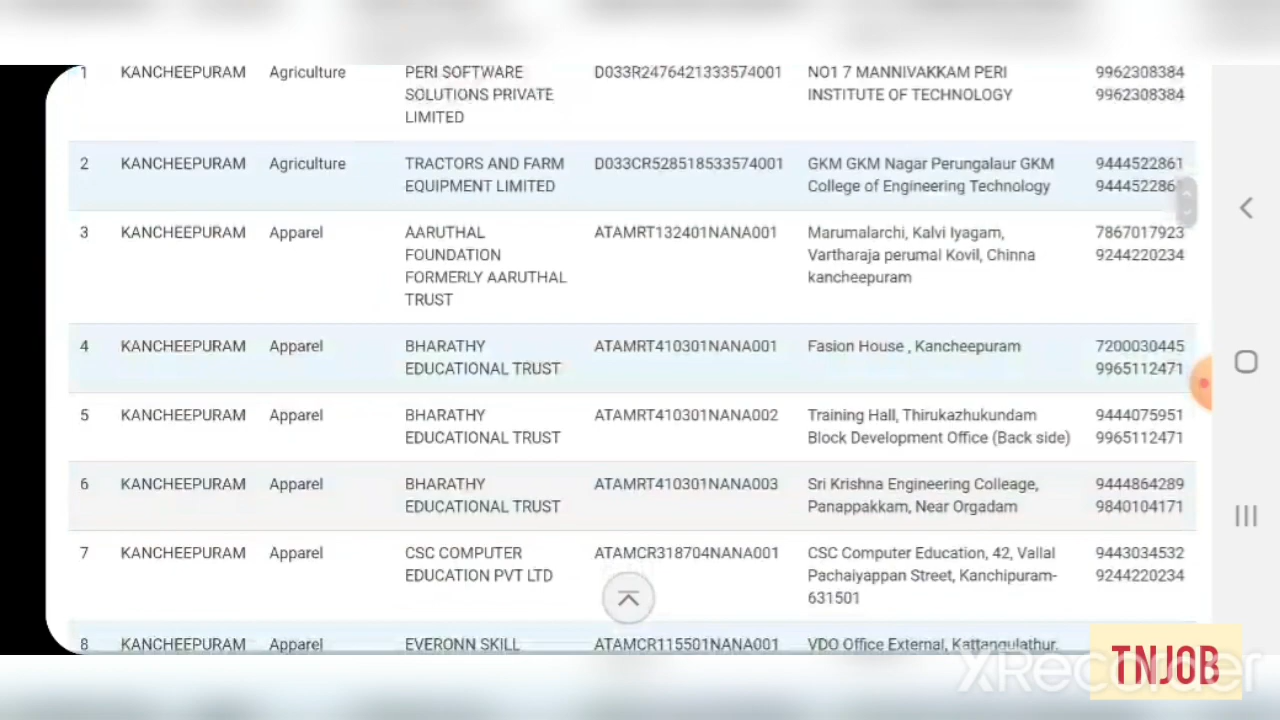 1 KANCHEEPURAM Agriculture PERI SOFTWARE D033R2476421333574001 NO1 7 MANNIVAKKAM PERI 9962308384
SOLUTIONS PRIVATE INSTITUTE OF TECHNOLOGY 9962308384
LIMITED
2 KANCHEEPURAM Agriculture TRACTORS AND FARM D033CR528518533574001 GKM GKM Nagar Perungalaur GKM 9444522861
EQUIPMENT LIMITED College of Engineering Technology 9444522861
3 KANCHEEPURAM Apparel AARUTHAL ATAMRT132401NANA001 Marumalarchi, Kalvi Iyagam, 7867017923
FOUNDATION Vartharaja perumal Kovil, Chinna 9244220234
FORMERLY AARUTHAL kancheepuram
TRUST
4 KANCHEEPURAM Apparel BHARATHY ATAMRT410301NANA001 Fasion House , Kancheepuram 7200030445
EDUCATIONAL TRUST 9965112471
5 KANCHEEPURAM Apparel BHARATHY ATAMRT410301NANA002 Training Hall, Thirukazhukundam 9444075951
EDUCATIONAL TRUST Block Development Office (Back side) 9965112471
6 KANCHEEPURAM Apparel BHARATHY ATAMRT410301NANA003 Sri Krishna Engineering Colleage, 9444864289
EDUCATIONAL TRUST Panappakkam, Near Orgadam 9840104171
7 KANCHEEPURAM Apparel CSC COMPUTER ATAMCR318704NANA001 CSC Computer Education, 42, Vallal 9443034532
EDUCATION PVT LTD Pachaiyappan Street, Kanchipuram- 9244220234
631501
8 KANCHEEPURAM Apparel EVERONN SKILL ATAMCR115501NANA001 VDO Office External, Kattangulathur.
XRecorder
TNJOB